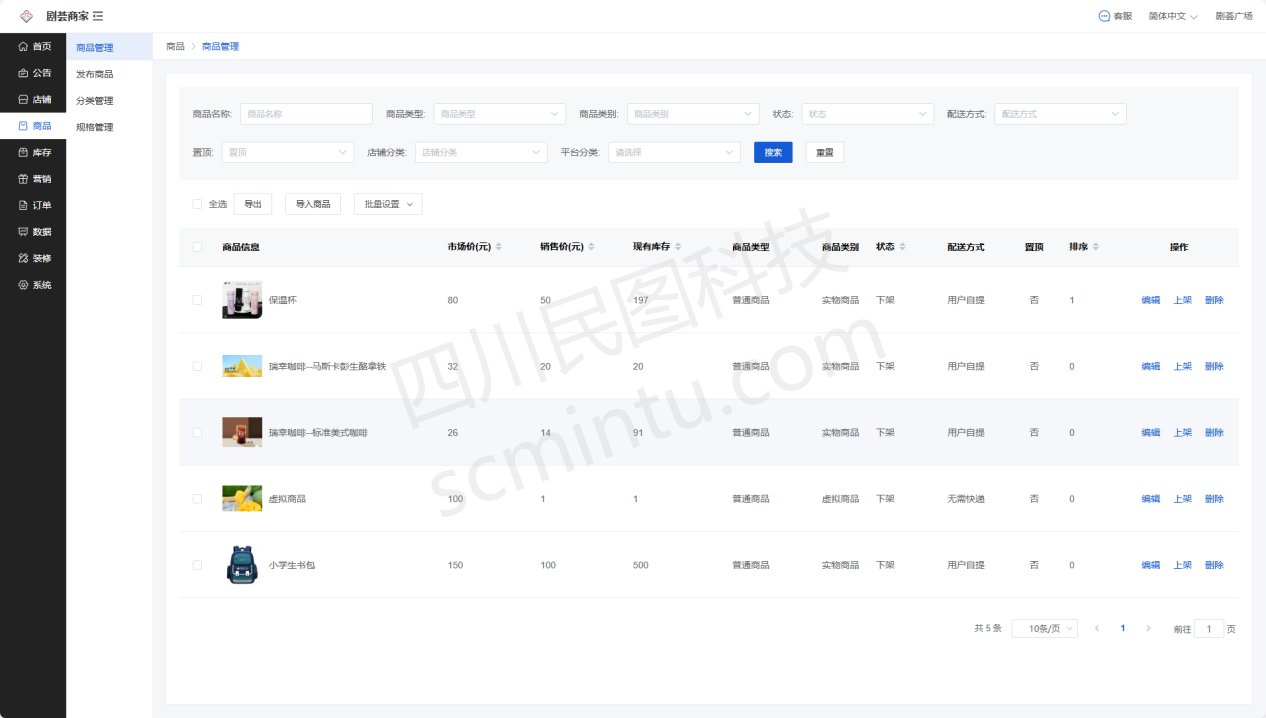 剧荟商家
客服 简体中文 剧荟广场
首页
公告
店铺
商品
库存
营销
订单
数据
装修
系统
商品管理
发布商品
分类管理
规格管理
商品 商品管理
商品名称: 商品名称 商品类型: 商品类型 商品类别: 商品类别 状态: 状态 配送方式: 配送方式
置顶: 置顶 店铺分类: 店铺分类 平台分类: 请选择 搜索 重置
全选 导出 导入商品 批量设置
商品信息 市场价(元) 销售价(元) 现有库存 商品类型 商品类别 状态 配送方式 置顶 排序 操作
保温杯 80 50 197 普通商品 实物商品 下架 用户自提 否 1 编辑 上架 删除
瑞幸咖啡--马斯卡彭生酪拿铁 32 20 20 普通商品 实物商品 下架 用户自提 否 0 编辑 上架 删除
瑞幸咖啡--标准美式咖啡 26 14 91 普通商品 实物商品 下架 用户自提 否 0 编辑 上架 删除
虚拟商品 100 1 1 普通商品 虚拟商品 下架 无需快递 否 0 编辑 上架 删除
小学生书包 150 100 500 普通商品 实物商品 下架 用户自提 否 0 编辑 上架 删除
共 5 条 10条/页 1 前往 1 页
四川民图科技
scmintu.com